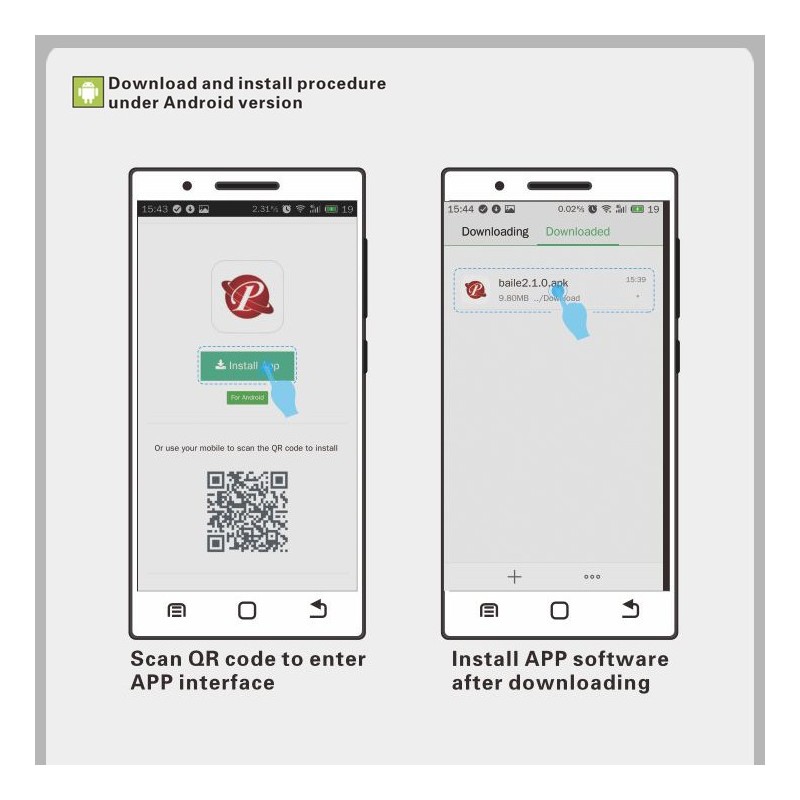 Download and install procedure
under Android version
15:43 2.31% 19
P
Install App
For Android
Or use your mobile to scan the QR code to install
15:44 0.02% 19
Downloading Downloaded
P
baile2.1.0.apk 15:39
9.80MB .../Download
Scan QR code to enter
APP interface
Install APP software
after downloading